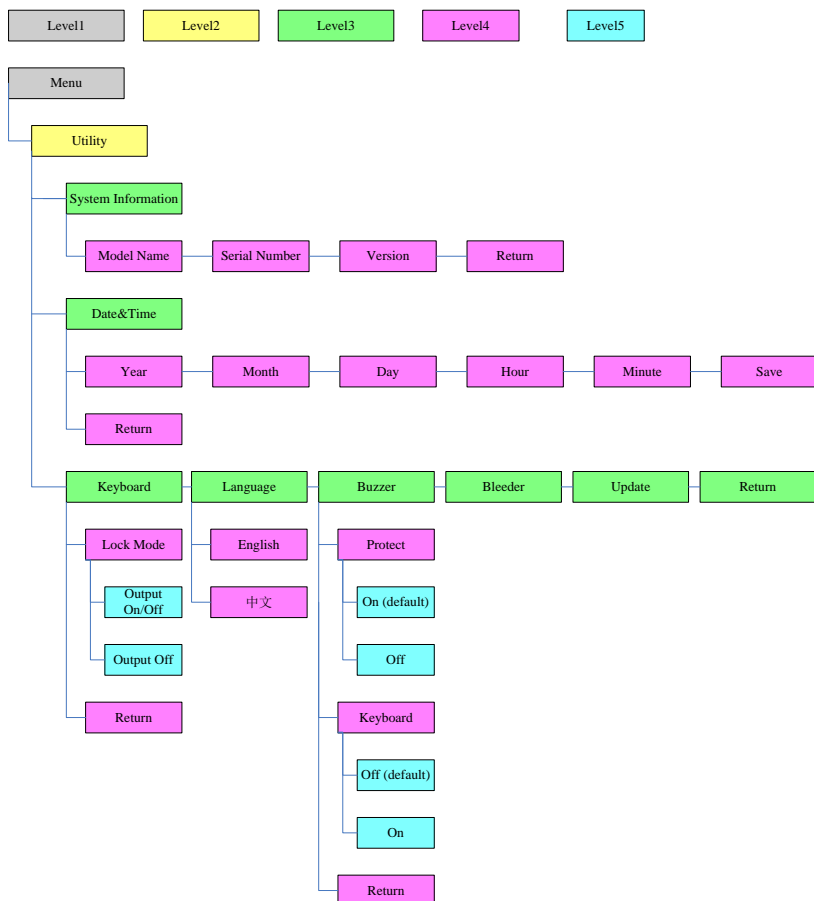 Level1
Level2
Level3
Level4
Level5
Menu
Utility
System Information
Model Name
Serial Number
Version
Return
Date&Time
Year
Month
Day
Hour
Minute
Save
Return
Keyboard
Language
Buzzer
Bleeder
Update
Return
Lock Mode
English
Protect
Output
On/Off
中文
On (default)
Output Off
Off
Return
Keyboard
Off (default)
On
Return